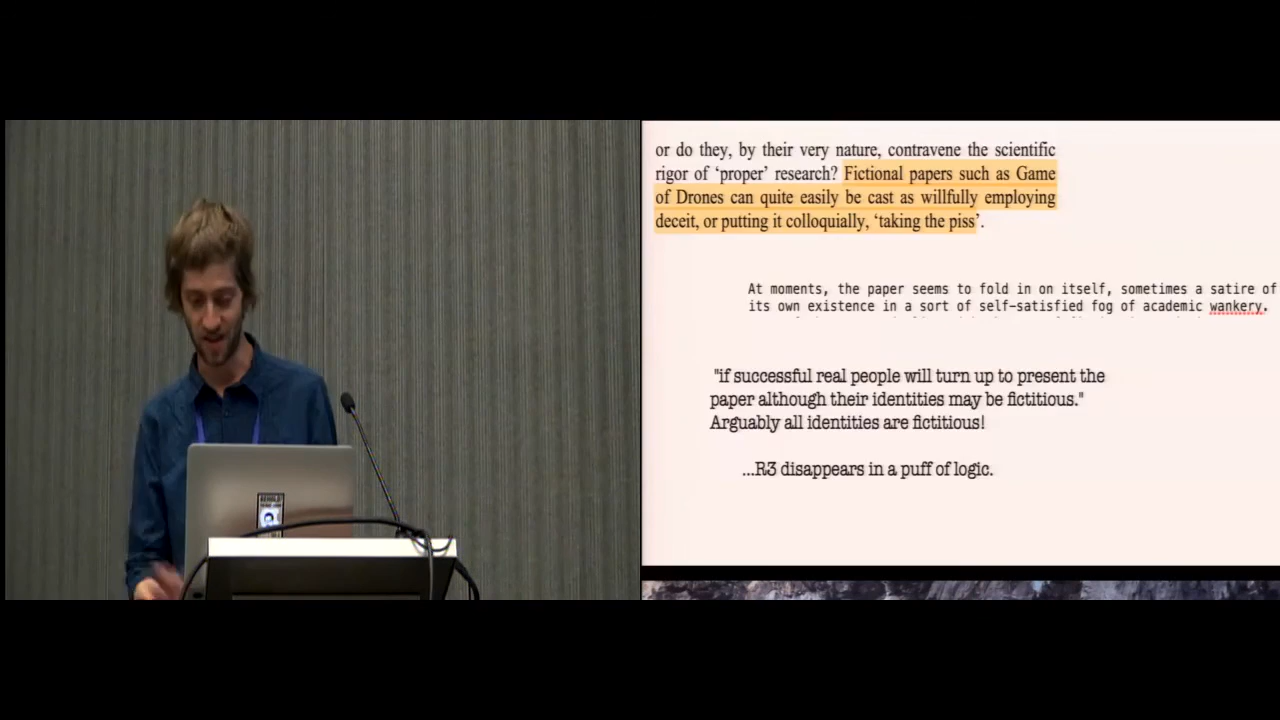 or do they, by their very nature, contravene the scientific
rigor of ‘proper’ research? Fictional papers such as Game
of Drones can quite easily be cast as willfully employing
deceit, or putting it colloquially, ‘taking the piss’.
At moments, the paper seems to fold in on itself, sometimes a satire of
its own existence in a sort of self-satisfied fog of academic wankery.
"if successful real people will turn up to present the
paper although their identities may be fictitious."
Arguably all identities are fictitious!
...R3 disappears in a puff of logic.